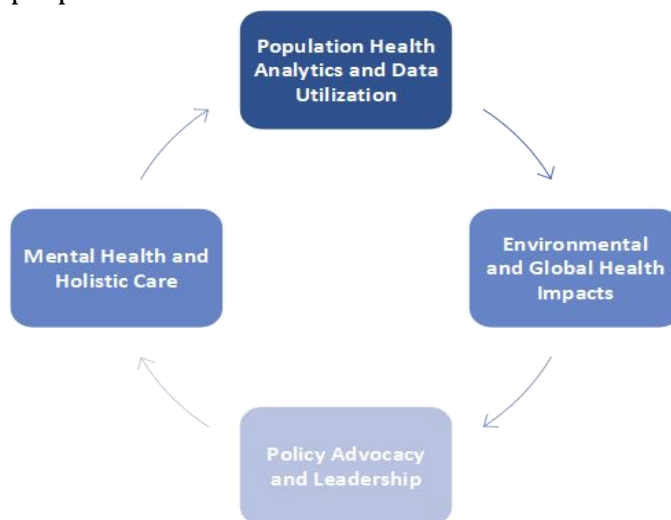 Population Health
Analytics and Data
Utilization
Environmental
and Global Health
Impacts
Policy Advocacy
and Leadership
Mental Health and
Holistic Care